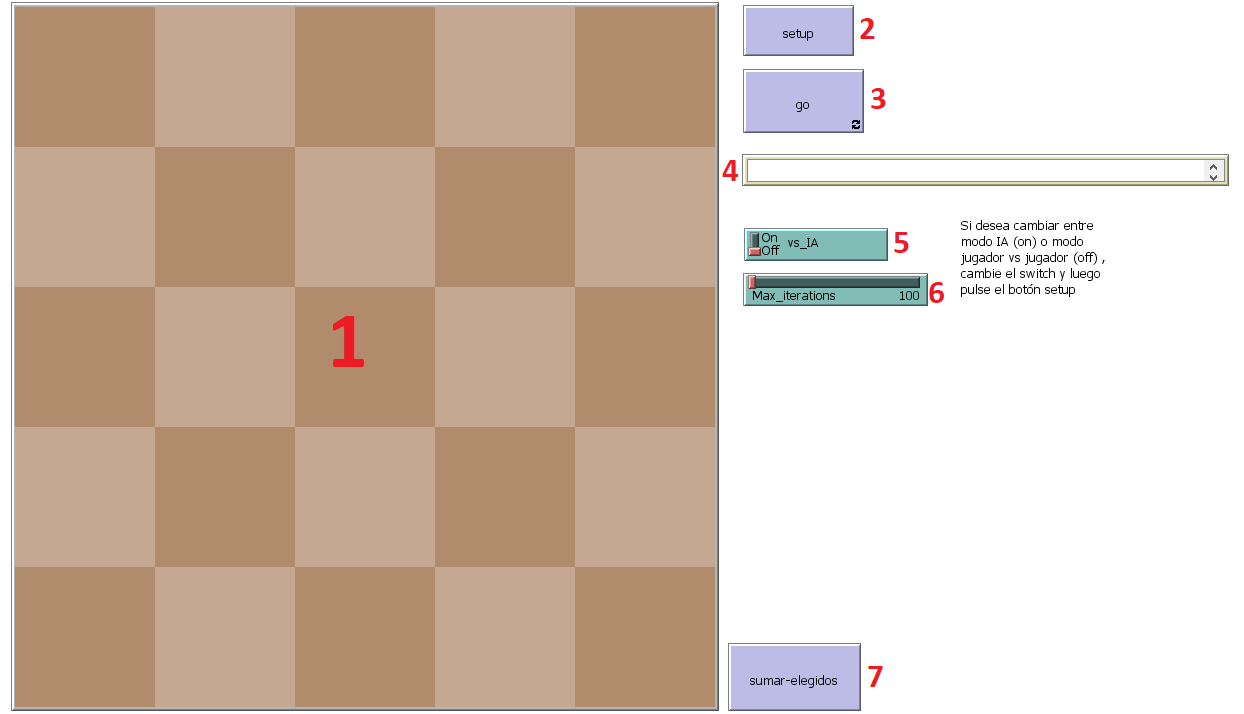 setup
2
go
3
4
On
Off
vs_IA
5
Si desea cambiar entre
modo IA (on) o modo
jugador vs jugador (off) ,
cambie el switch y luego
pulse el botón setup
Max_iterations
100
6
1
sumar-elegidos
7